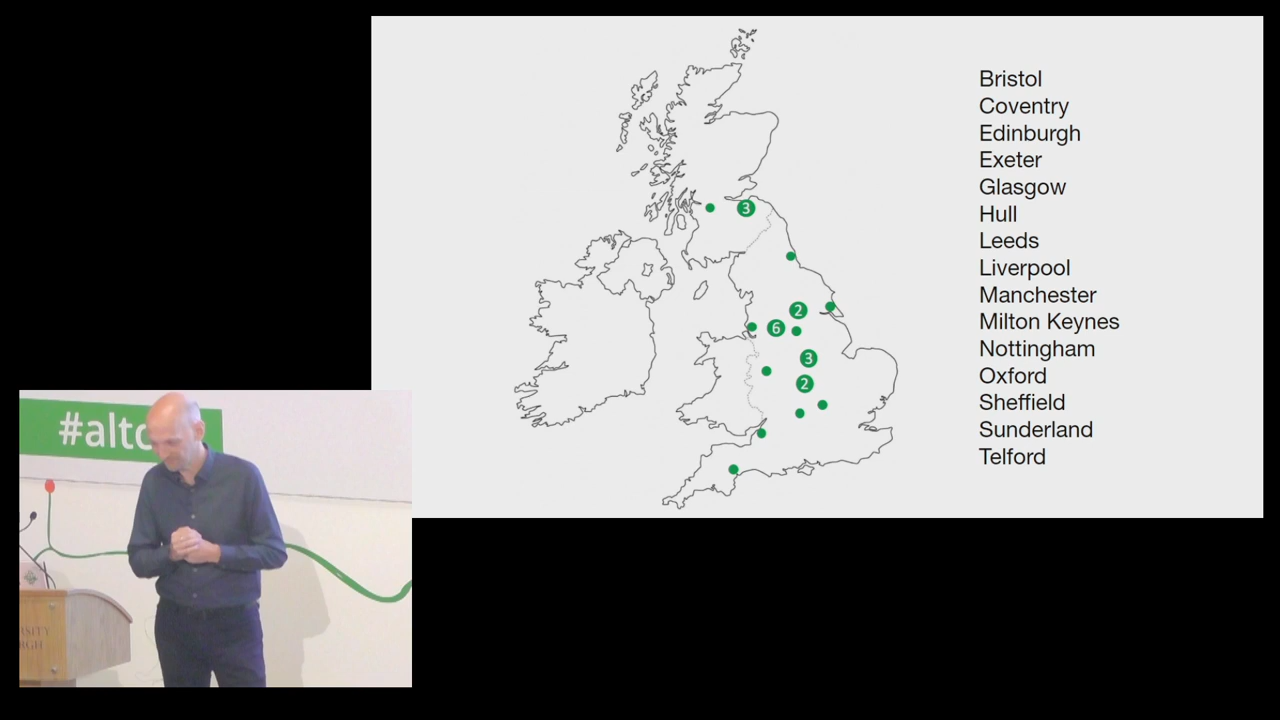 Bristol
Coventry
Edinburgh
Exeter
Glasgow
Hull
Leeds
Liverpool
Manchester
Milton Keynes
Nottingham
Oxford
Sheffield
Sunderland
Telford
3
2
6
3
2
#altc